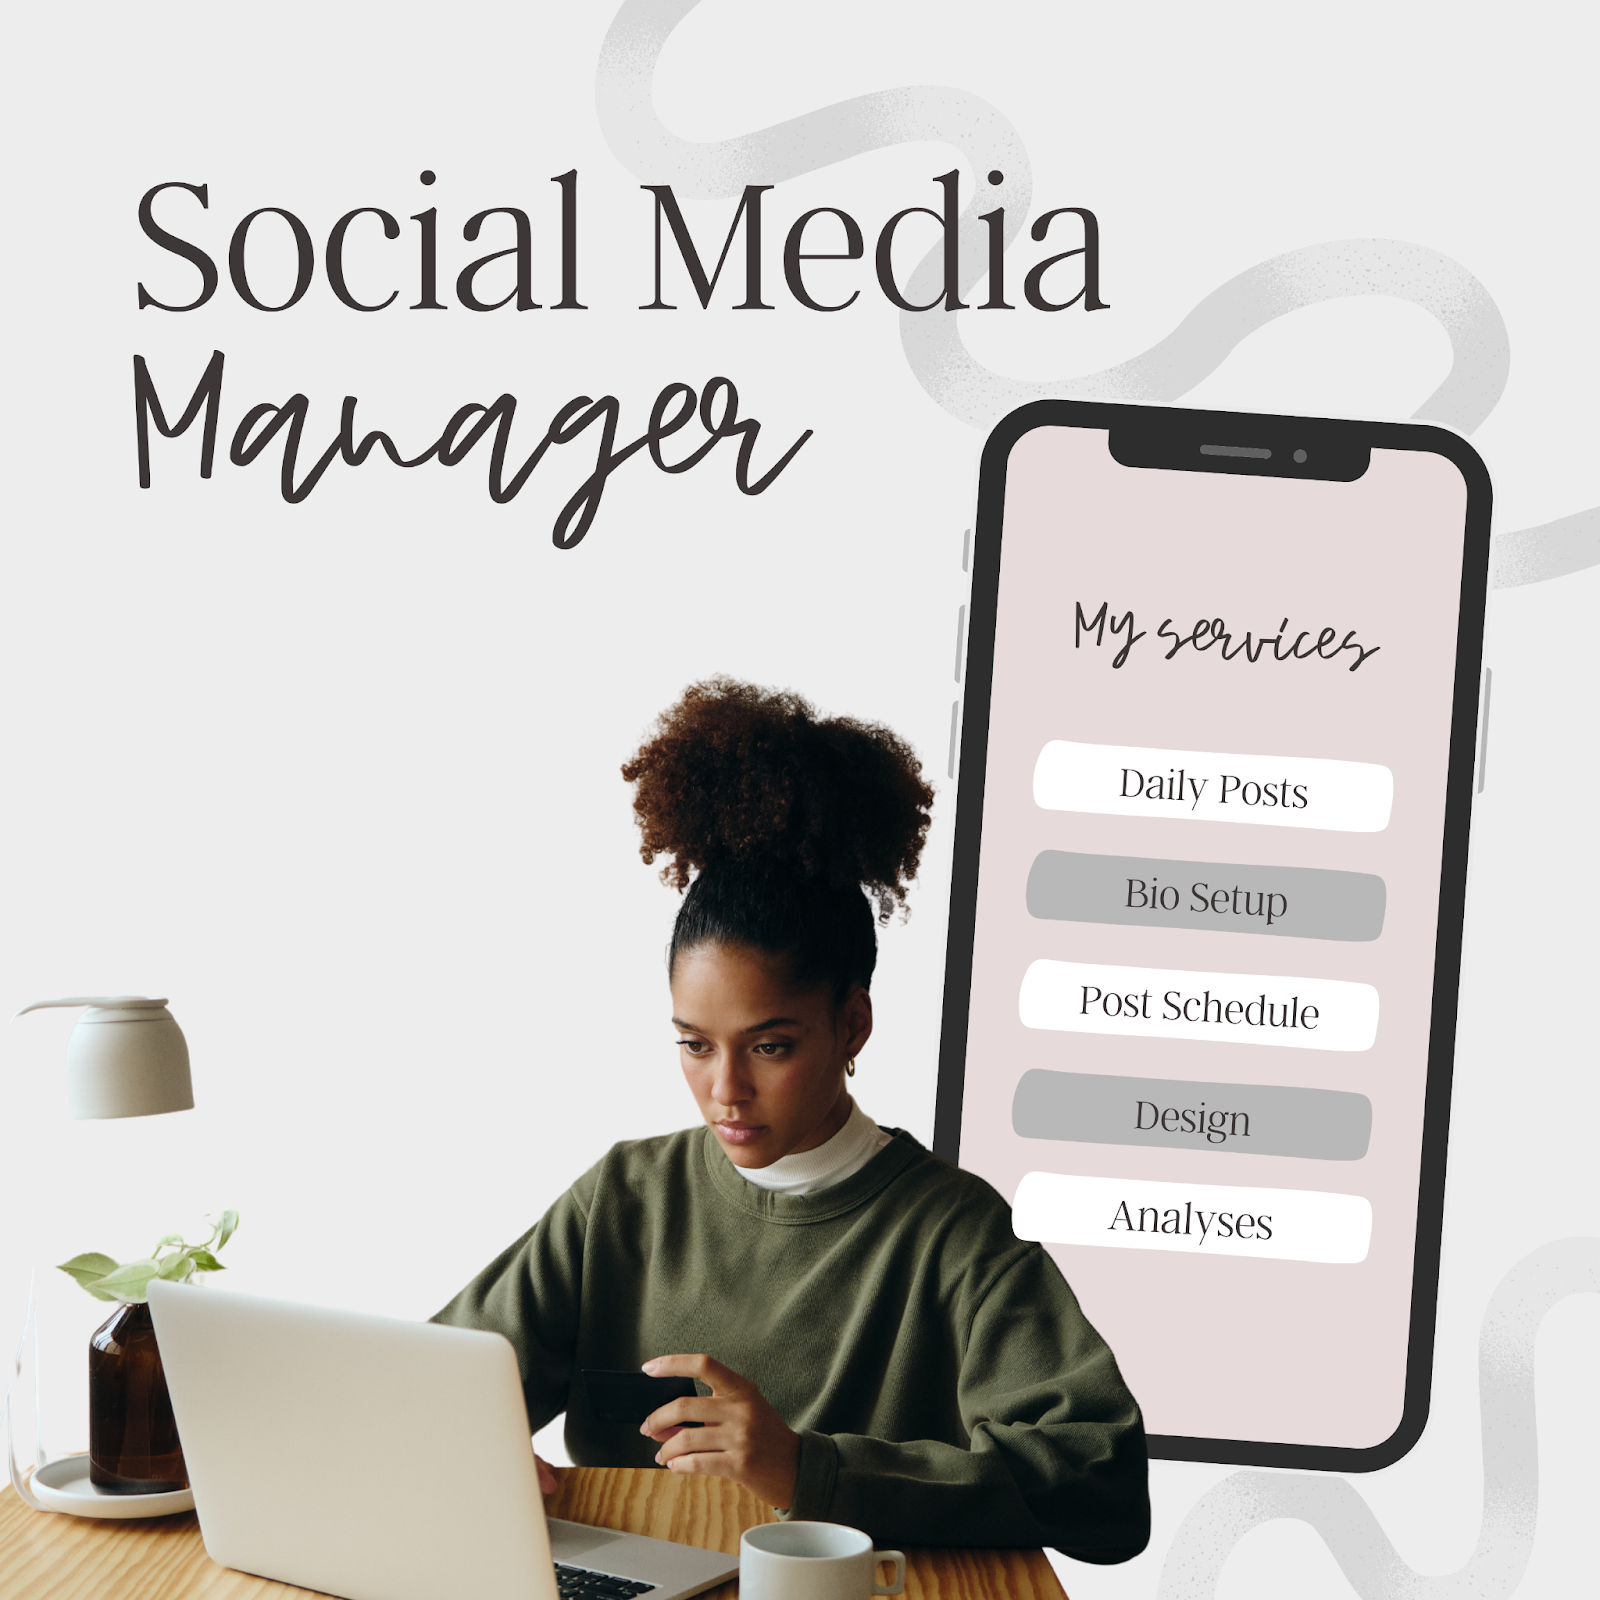 Social Media
Manager
My services
Daily Posts
Bio Setup
Post Schedule
Design
Analyses